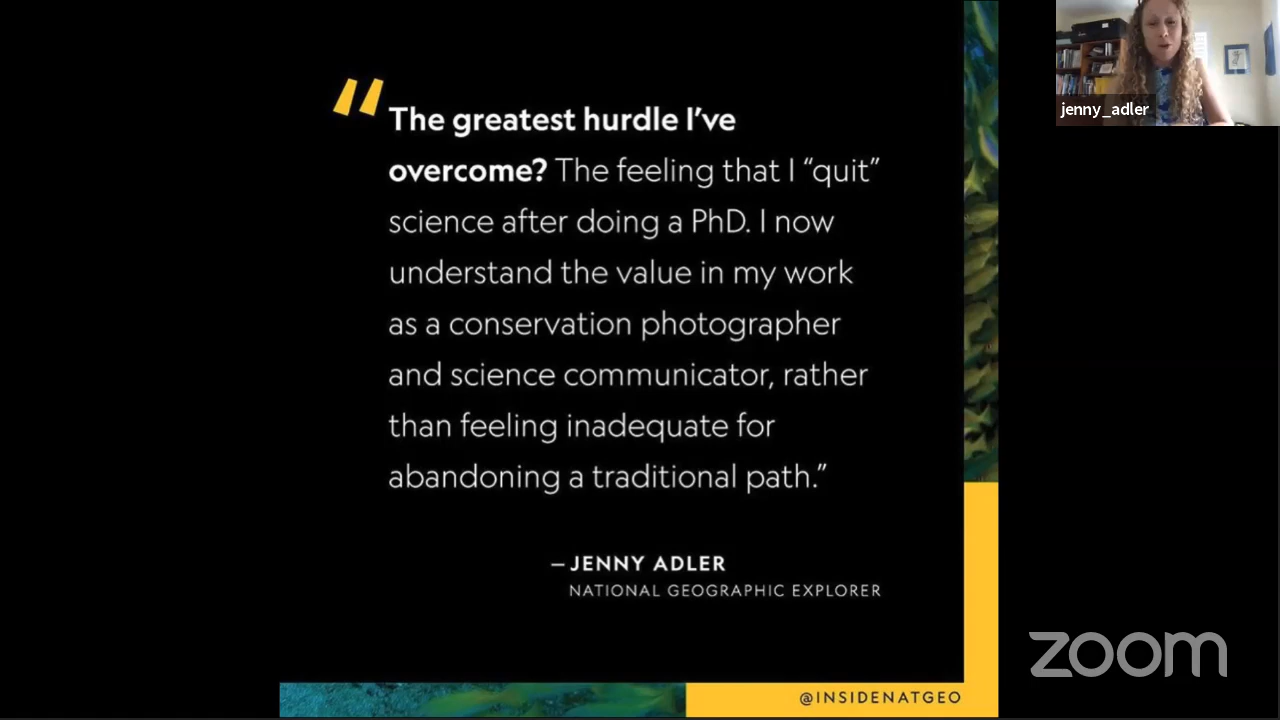 The greatest hurdle I've
overcome? The feeling that I “quit”
science after doing a PhD. I now
understand the value in my work
as a conservation photographer
and science communicator, rather
than feeling inadequate for
abandoning a traditional path.”
– JENNY ADLER
NATIONAL GEOGRAPHIC EXPLORER
@INSIDENATGEO
jenny_adler
zoom